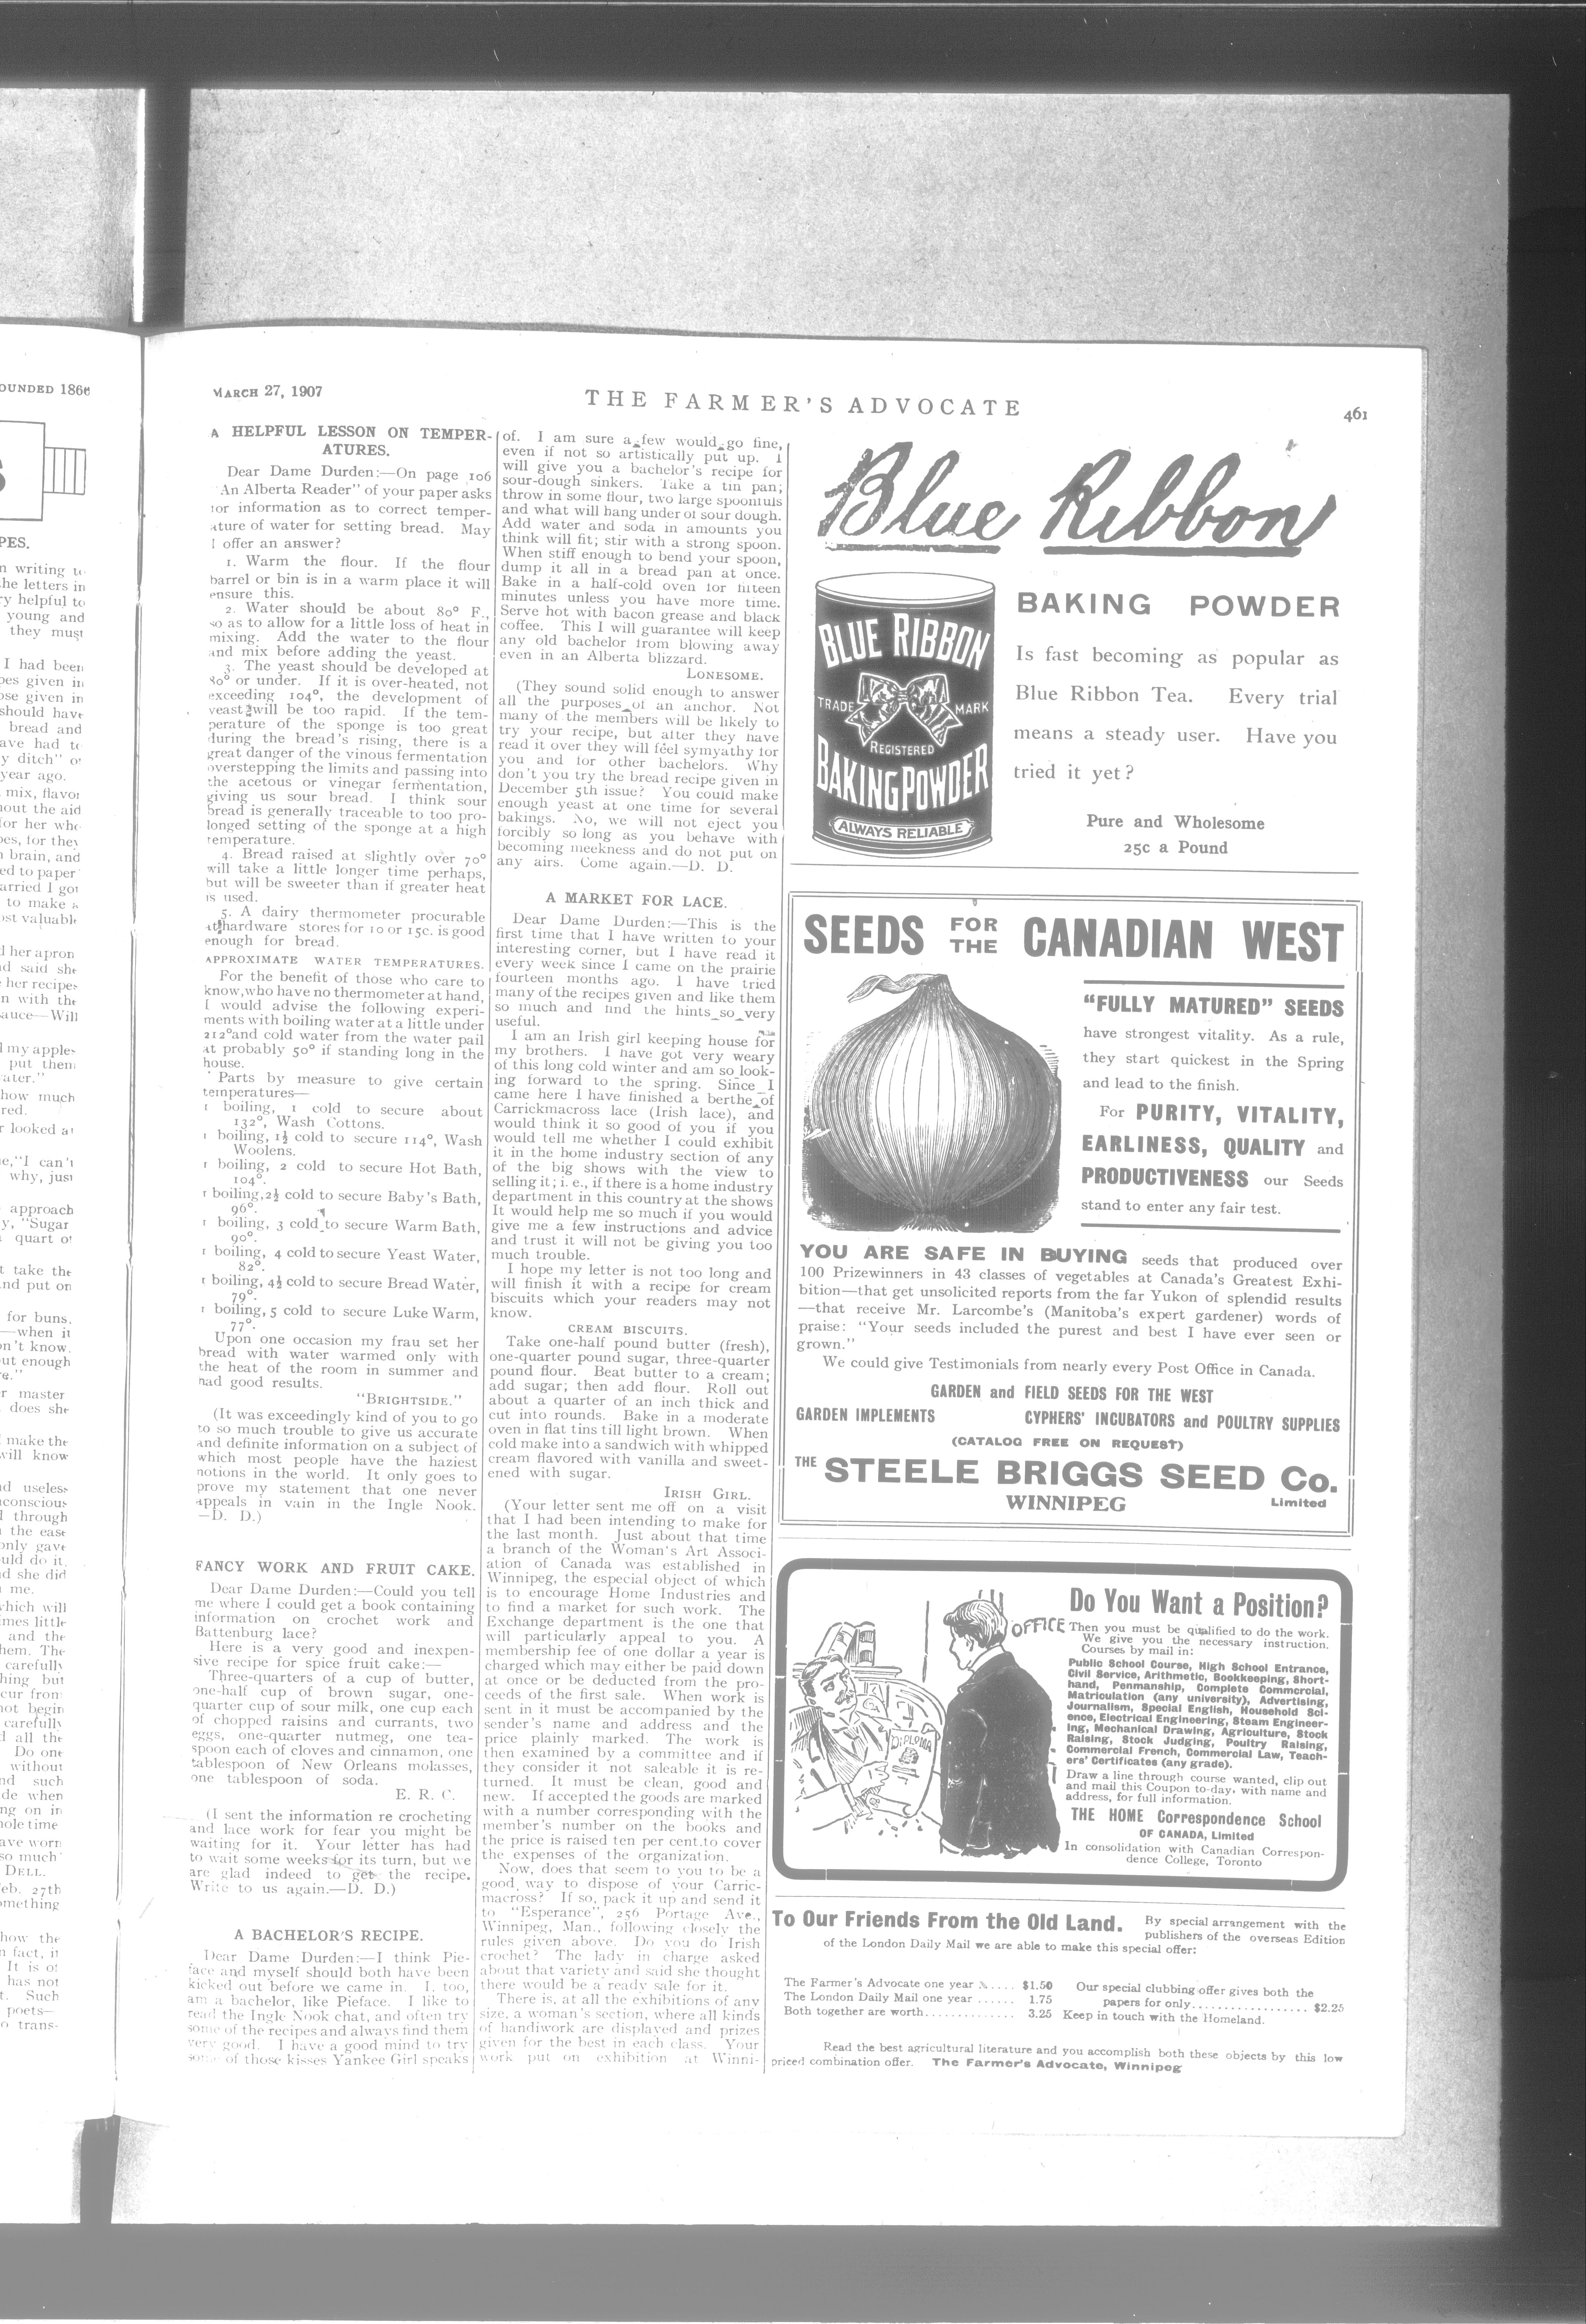 MARCH 27, 1907
THE FARMER'S ADVOCATE
461
A HELPFUL LESSON ON TEMPER-
ATURES.
Dear Dame Durden:—On page 106
"An Alberta Reader" of your paper asks
for information as to correct temper-
ature of water for setting bread. May
I offer an answer?
1. Warm the flour. If the flour
barrel or bin is in a warm place it will
ensure this.
2. Water should be about 80° F.,
so as to allow for a little loss of heat in
mixing. Add the water to the flour
and mix before adding the yeast.
3. The yeast should be developed at
80° or under. If it is over-heated, not
exceeding 104°, the development of
yeast will be too rapid. If the tem-
perature of the sponge is too great
during the bread's rising, there is a
great danger of the vinous fermentation
overstepping the limits and passing into
the acetous or vinegar fermentation,
giving us sour bread. I think sour
bread is generally traceable to too pro-
longed setting of the sponge at a high
temperature.
4. Bread raised at slightly over 70°
will take a little longer time perhaps,
but will be sweeter than if greater heat
is used.
5. A dairy thermometer procurable
at hardware stores for 10 or 15c. is good
enough for bread.
APPROXIMATE WATER TEMPERATURES.
For the benefit of those who care to
know, who have no thermometer at hand,
I would advise the following experi-
ments with boiling water at a little under
212° and cold water from the water pail
at probably 50° if standing long in the
house.
Parts by measure to give certain
temperatures—
1 boiling, 1 cold to secure about
132°, Wash Cottons.
1 boiling, 1½ cold to secure 114°, Wash
Woolens.
1 boiling, 2 cold to secure Hot Bath,
104°.
1 boiling, 2½ cold to secure Baby's Bath,
96°.
1 boiling, 3 cold to secure Warm Bath,
90°.
1 boiling, 4 cold to secure Yeast Water,
82°.
1 boiling, 4½ cold to secure Bread Water,
79°.
1 boiling, 5 cold to secure Luke Warm,
77°.
Upon one occasion my frau set her
bread with water warmed only with
the heat of the room in summer and
had good results.
"BRIGHTSIDE."
(It was exceedingly kind of you to go
to so much trouble to give us accurate
and definite information on a subject of
which most people have the haziest
notions in the world. It only goes to
prove my statement that one never
appeals in vain in the Ingle Nook.
—D. D.)
FANCY WORK AND FRUIT CAKE.
Dear Dame Durden:—Could you tell
me where I could get a book containing
information on crochet work and
Battenburg lace?
Here is a very good and inexpen-
sive recipe for spice fruit cake:—
Three-quarters of a cup of butter,
one-half cup of brown sugar, one-
quarter cup of sour milk, one cup each
of chopped raisins and currants, two
eggs, one-quarter nutmeg, one tea-
spoon each of cloves and cinnamon, one
tablespoon of New Orleans molasses,
one tablespoon of soda.
E. R. C.
(I sent the information re crocheting
and lace work for fear you might be
waiting for it. Your letter has had
to wait some weeks for its turn, but we
are glad indeed to get the recipe.
Write to us again.—D. D.)
A BACHELOR'S RECIPE.
Dear Dame Durden:—I think Pie-
face and myself should both have been
kicked out before we came in. I, too,
am a bachelor, like Pieface. I like to
read the Ingle Nook chat, and often try
some of the recipes and always find them
very good. I have a good mind to try
some of those kisses Yankee Girl speaks
of. I am sure a few would go fine,
even if not so artistically put up. I
will give you a bachelor's recipe for
sour-dough sinkers. Take a tin pan;
throw in some flour, two large spoonfuls
and what will hang under of sour dough.
Add water and soda in amounts you
think will fit; stir with a strong spoon.
When stiff enough to bend your spoon,
dump it all in a bread pan at once.
Bake in a half-cold oven for fifteen
minutes unless you have more time.
Serve hot with bacon grease and black
coffee. This I will guarantee will keep
any old bachelor from blowing away
even in an Alberta blizzard.
LONESOME.
(They sound solid enough to answer
all the purposes of an anchor. Not
many of the members will be likely to
try your recipe, but after they have
read it over they will feel symyathy for
you and for other bachelors. Why
don't you try the bread recipe given in
December 5th issue? You could make
enough yeast at one time for several
bakings. No, we will not eject you
forcibly so long as you behave with
becoming meekness and do not put on
any airs. Come again.—D. D.
A MARKET FOR LACE.
Dear Dame Durden:—This is the
first time that I have written to your
interesting corner, but I have read it
every week since I came on the prairie
fourteen months ago. I have tried
many of the recipes given and like them
so much and find the hints so very
useful.
I am an Irish girl keeping house for
my brothers. I have got very weary
of this long cold winter and am so look-
ing forward to the spring. Since I
came here I have finished a berthe of
Carrickmacross lace (Irish lace), and
would think it so good of you if you
would tell me whether I could exhibit
it in the home industry section of any
of the big shows with the view to
selling it; i. e., if there is a home industry
department in this country at the shows
It would help me so much if you would
give me a few instructions and advice
and trust it will not be giving you too
much trouble.
I hope my letter is not too long and
will finish it with a recipe for cream
biscuits which your readers may not
know.
CREAM BISCUITS.
Take one-half pound butter (fresh),
one-quarter pound sugar, three-quarter
pound flour. Beat butter to a cream;
add sugar; then add flour. Roll out
about a quarter of an inch thick and
cut into rounds. Bake in a moderate
oven in flat tins till light brown. When
cold make into a sandwich with whipped
cream flavored with vanilla and sweet-
ened with sugar.
IRISH GIRL.
(Your letter sent me off on a visit
that I had been intending to make for
the last month. Just about that time
a branch of the Woman's Art Associ-
ation of Canada was established in
Winnipeg, the especial object of which
is to encourage Home Industries and
to find a market for such work. The
Exchange department is the one that
will particularly appeal to you. A
membership fee of one dollar a year is
charged which may either be paid down
at once or be deducted from the pro-
ceeds of the first sale. When work is
sent in it must be accompanied by the
sender's name and address and the
price plainly marked. The work is
then examined by a committee and if
they consider it not saleable it is re-
turned. It must be clean, good and
new. If accepted the goods are marked
with a number corresponding with the
member's number on the books and
the price is raised ten per cent.to cover
the expenses of the organization.
Now, does that seem to you to be a
good way to dispose of your Carric-
macross? If so, pack it up and send it
to "Esperance", 256 Portage Ave.,
Winnipeg, Man., following closely the
rules given above. Do you do Irish
crochet? The lady in charge asked
about that variety and said she thought
there would be a ready sale for it.
There is, at all the exhibitions of any
size, a woman's section, where all kinds
of handiwork are displayed and prizes
given for the best in each class. Your
work put on exhibition at Winni-
Blue Ribbon
BLUE RIBBON
TRADE MARK
REGISTERED
BAKING POWDER
ALWAYS RELIABLE
BAKING POWDER
Is fast becoming as popular as
Blue Ribbon Tea. Every trial
means a steady user. Have you
tried it yet?
Pure and Wholesome
25c a Pound
SEEDS FOR THE CANADIAN WEST
"FULLY MATURED" SEEDS
have strongest vitality. As a rule,
they start quickest in the Spring
and lead to the finish.
For PURITY, VITALITY,
EARLINESS, QUALITY and
PRODUCTIVENESS our Seeds
stand to enter any fair test.
YOU ARE SAFE IN BUYING seeds that produced over
100 Prizewinners in 43 classes of vegetables at Canada's Greatest Exhi-
bition—that get unsolicited reports from the far Yukon of splendid results
—that receive Mr. Larcombe's (Manitoba's expert gardener) words of
praise: "Your seeds included the purest and best I have ever seen or
grown."
We could give Testimonials from nearly every Post Office in Canada.
GARDEN and FIELD SEEDS FOR THE WEST
GARDEN IMPLEMENTS CYPHERS' INCUBATORS and POULTRY SUPPLIES
(CATALOG FREE ON REQUEST)
THE STEELE BRIGGS SEED Co.
WINNIPEG Limited
OFFICE
DIPLOMA
Do You Want a Position?
Then you must be qualified to do the work.
We give you the necessary instruction.
Courses by mail in:
Public School Course, High School Entrance,
Civil Service, Arithmetic, Bookkeeping, Short-
hand, Penmanship, Complete Commercial,
Matriculation (any university), Advertising,
Journalism, Special English, Household Sci-
ence, Electrical Engineering, Steam Engineer-
ing, Mechanical Drawing, Agriculture, Stock
Raising, Stock Judging, Poultry Raising,
Commercial French, Commercial Law, Teach-
ers' Certificates (any grade).
Draw a line through course wanted, clip out
and mail this Coupon to-day, with name and
address, for full information.
THE HOME Correspondence School
OF CANADA, Limited
In consolidation with Canadian Correspon-
dence College, Toronto
To Our Friends From the Old Land. By special arrangement with the
publishers of the overseas Edition
of the London Daily Mail we are able to make this special offer:
The Farmer's Advocate one year .... $1.50
The London Daily Mail one year ...... 1.75
Both together are worth............. 3.25
Our special clubbing offer gives both the
papers for only................. $2.25
Keep in touch with the Homeland.
Read the best agricultural literature and you accomplish both these objects by this low
priced combination offer. The Farmer's Advocate, Winnipeg